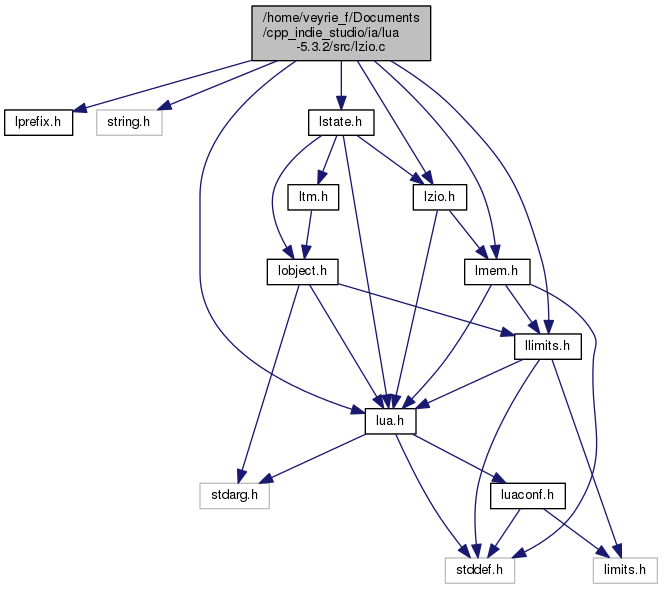 /home/veyrie_f/Documents
/cpp_indie_studio/ia/lua
-5.3.2/src/lzio.c
lprefix.h
string.h
lstate.h
ltm.h
lzio.h
lobject.h
lmem.h
llimits.h
lua.h
stdarg.h
luaconf.h
stddef.h
limits.h